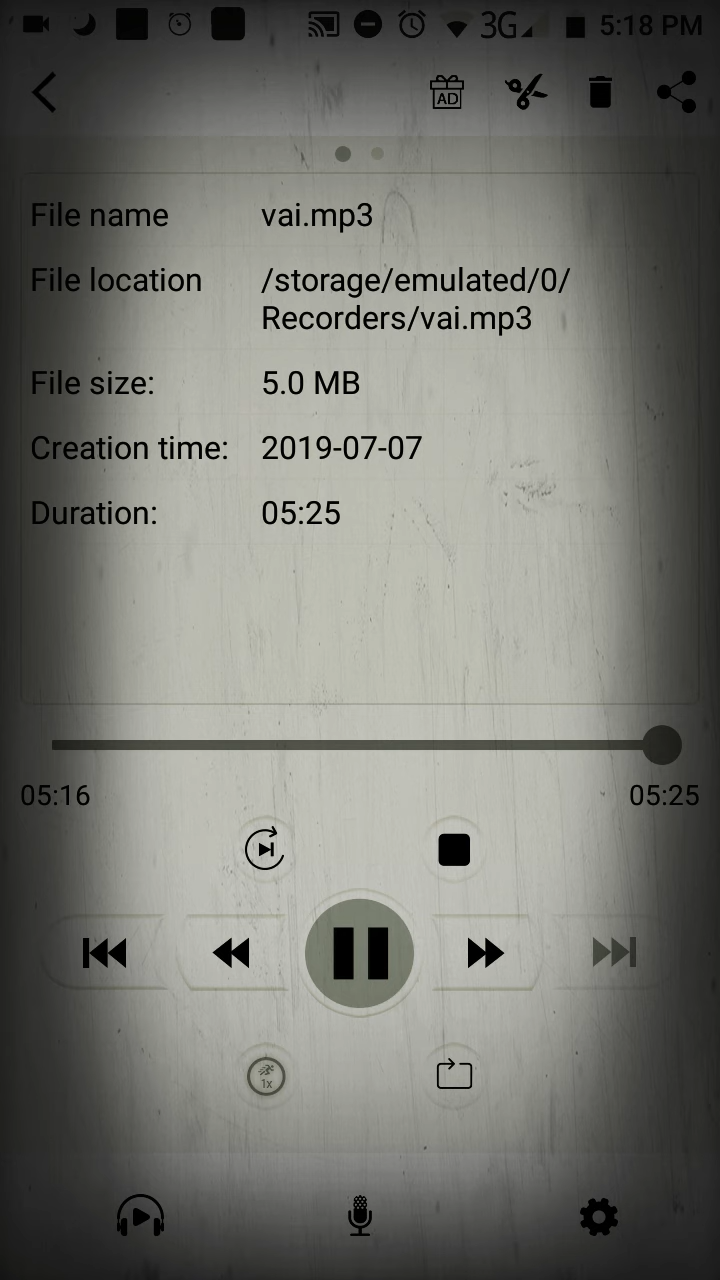 3G 5:18 PM
AD
File name vai.mp3
File location /storage/emulated/0/
Recorders/vai.mp3
File size: 5.0 MB
Creation time: 2019-07-07
Duration: 05:25
05:16 05:25
1x